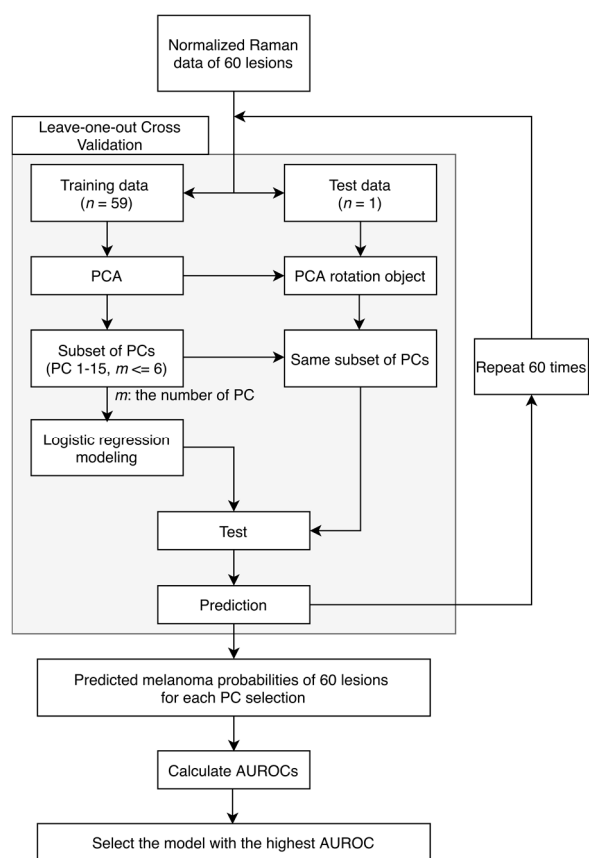 Normalized Raman
data of 60 lesions
Leave-one-out Cross
Validation
Training data
(n = 59)
Test data
(n = 1)
PCA
PCA rotation object
Subset of PCs
(PC 1-15, m <= 6)
Same subset of PCs
Repeat 60 times
m: the number of PC
Logistic regression
modeling
Test
Prediction
Predicted melanoma probabilities of 60 lesions
for each PC selection
Calculate AUROCs
Select the model with the highest AUROC